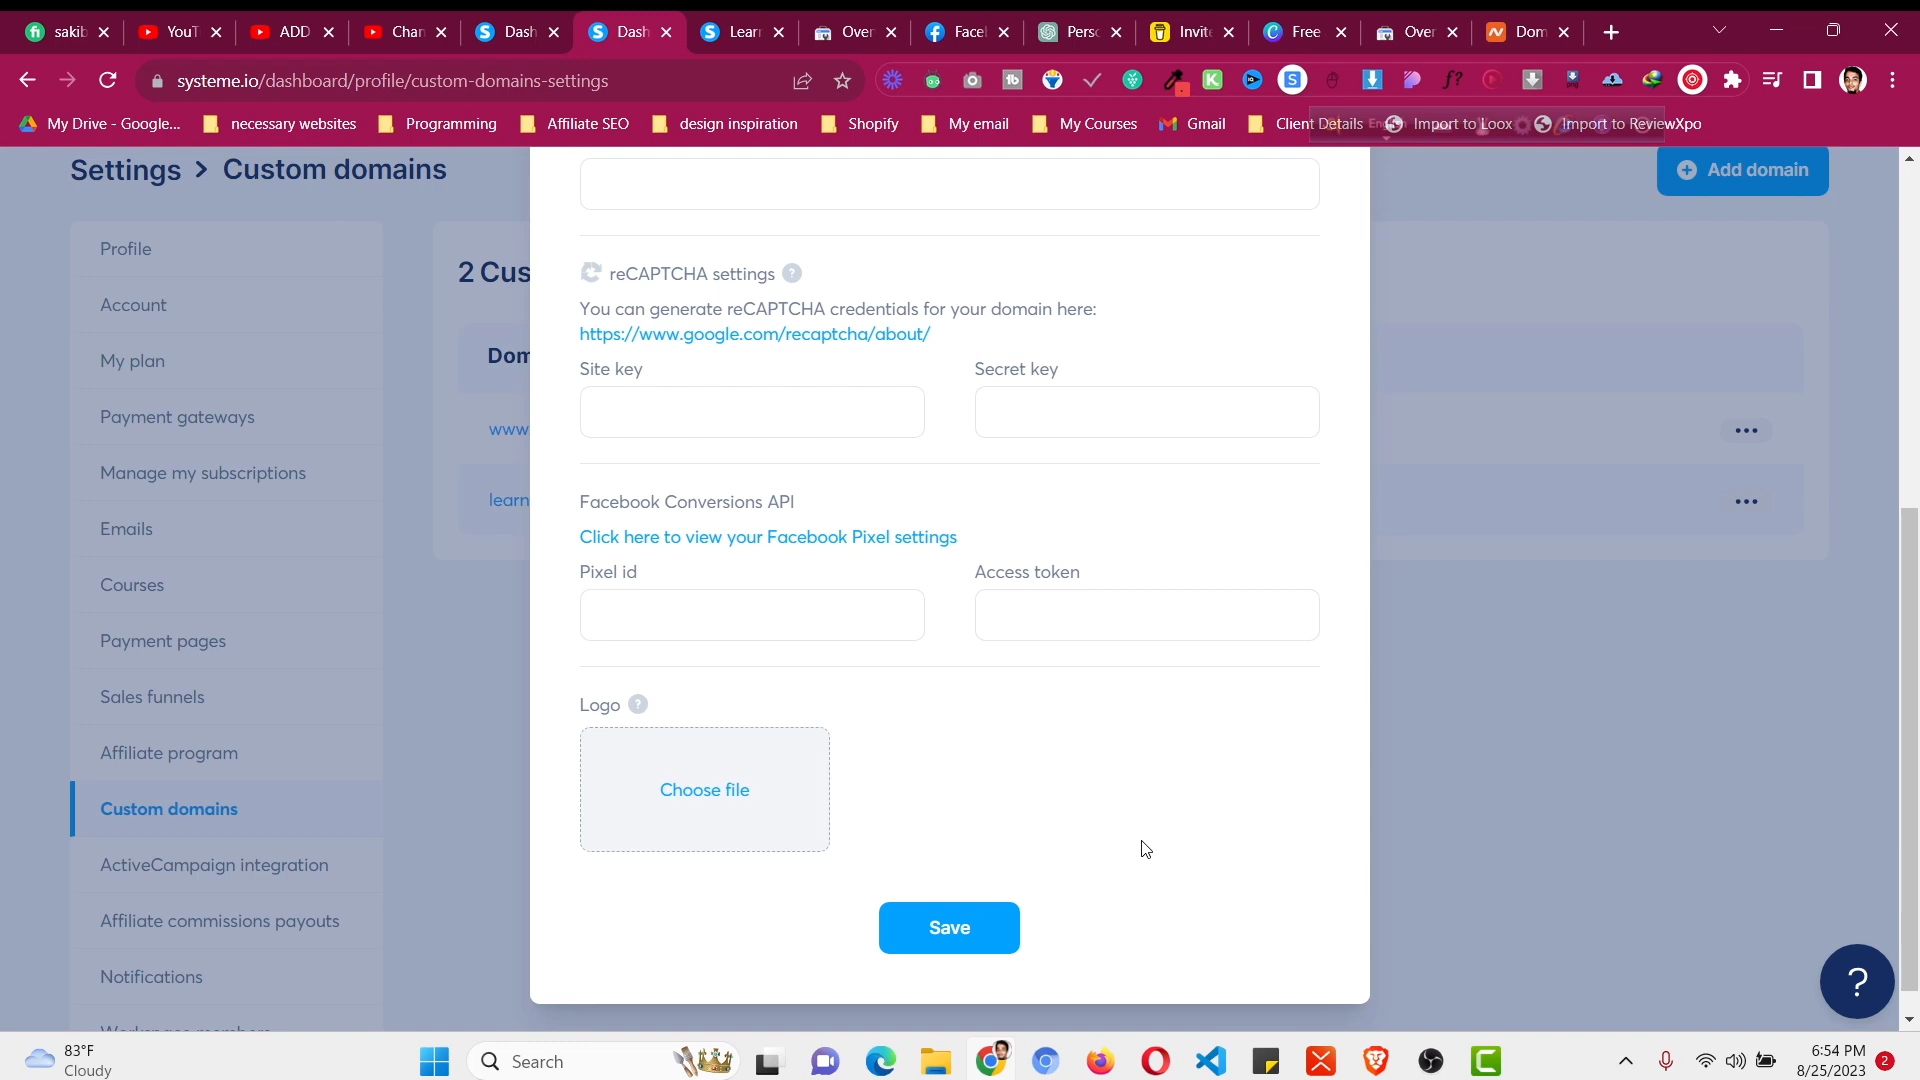 sakib
YouT
ADD
Chan
Dash
Dash
Learn
Over
Facel
Persc
Invite
Free
Over
Dom
systeme.io/dashboard/profile/custom-domains-settings
My Drive - Google...
necessary websites
Programming
Affiliate SEO
design inspiration
Shopify
My email
My Courses
Gmail
Client Details
Import to Loox
Import to ReviewXpo
Settings > Custom domains
Add domain
Profile
Account
My plan
Payment gateways
Manage my subscriptions
Emails
Courses
Payment pages
Sales funnels
Affiliate program
Custom domains
ActiveCampaign integration
Affiliate commissions payouts
Notifications
2 Cus
Dom
www
learn
reCAPTCHA settings ?
You can generate reCAPTCHA credentials for your domain here:
https://www.google.com/recaptcha/about/
Site key
Secret key
Facebook Conversions API
Click here to view your Facebook Pixel settings
Pixel id
Access token
Logo ?
Choose file
Save
?
83°F
Cloudy
Search
6:54 PM
8/25/2023
2